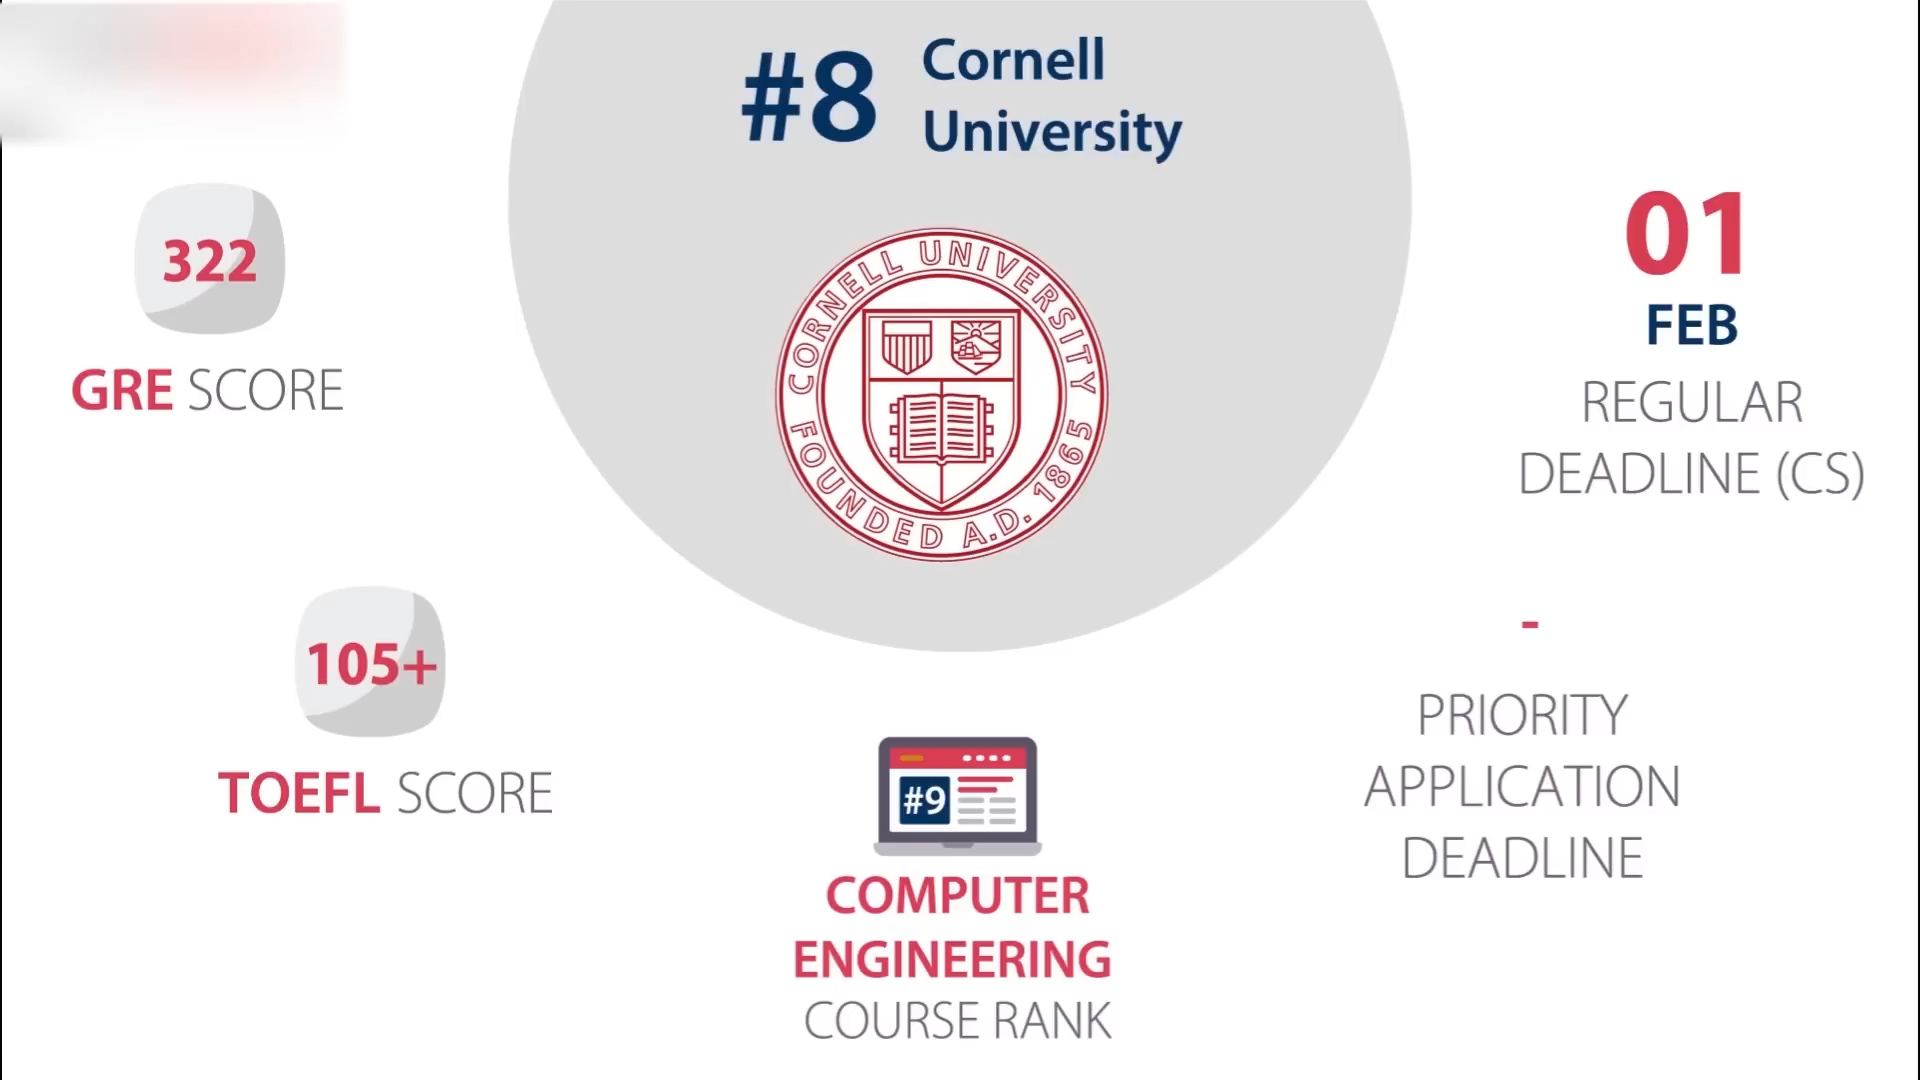 #8
Cornell
University
CORNELL UNIVERSITY
FOUNDED A.D. 1865
322
GRE SCORE
01
FEB
REGULAR
DEADLINE (CS)
105+
TOEFL SCORE
-
PRIORITY
APPLICATION
DEADLINE
#9
COMPUTER
ENGINEERING
COURSE RANK